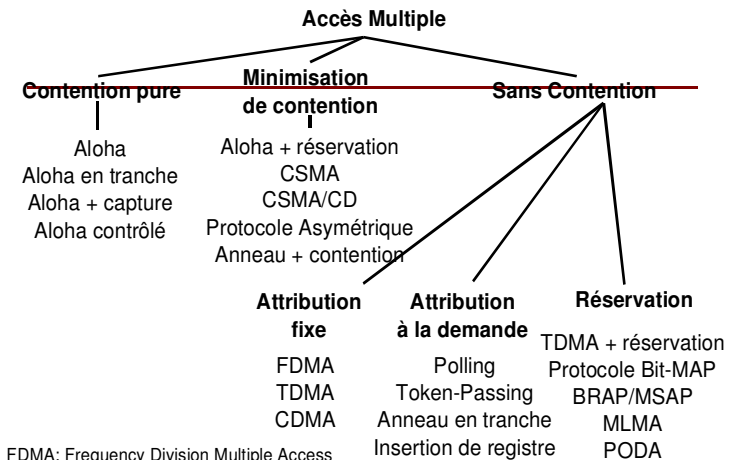 Accès Multiple
Contention pure
Aloha
Aloha en tranche
Aloha + capture
Aloha contrôlé
Minimisation
de contention
Aloha + réservation
CSMA
CSMA/CD
Protocole Asymétrique
Anneau + contention
Sans Contention
Attribution
fixe
FDMA
TDMA
CDMA
Attribution
à la demande
Polling
Token-Passing
Anneau en tranche
Insertion de registre
Réservation
TDMA + réservation
Protocole Bit-MAP
BRAP/MSAP
MLMA
PODA
FDMA: Frequency Division Multiple Access